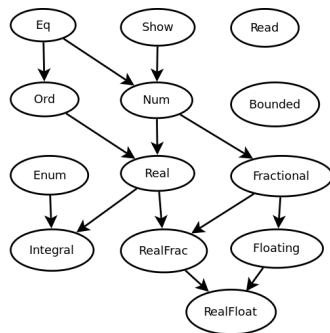 Eq Show Read
Ord Num Bounded
Enum Real Fractional
Integral RealFrac Floating
RealFloat